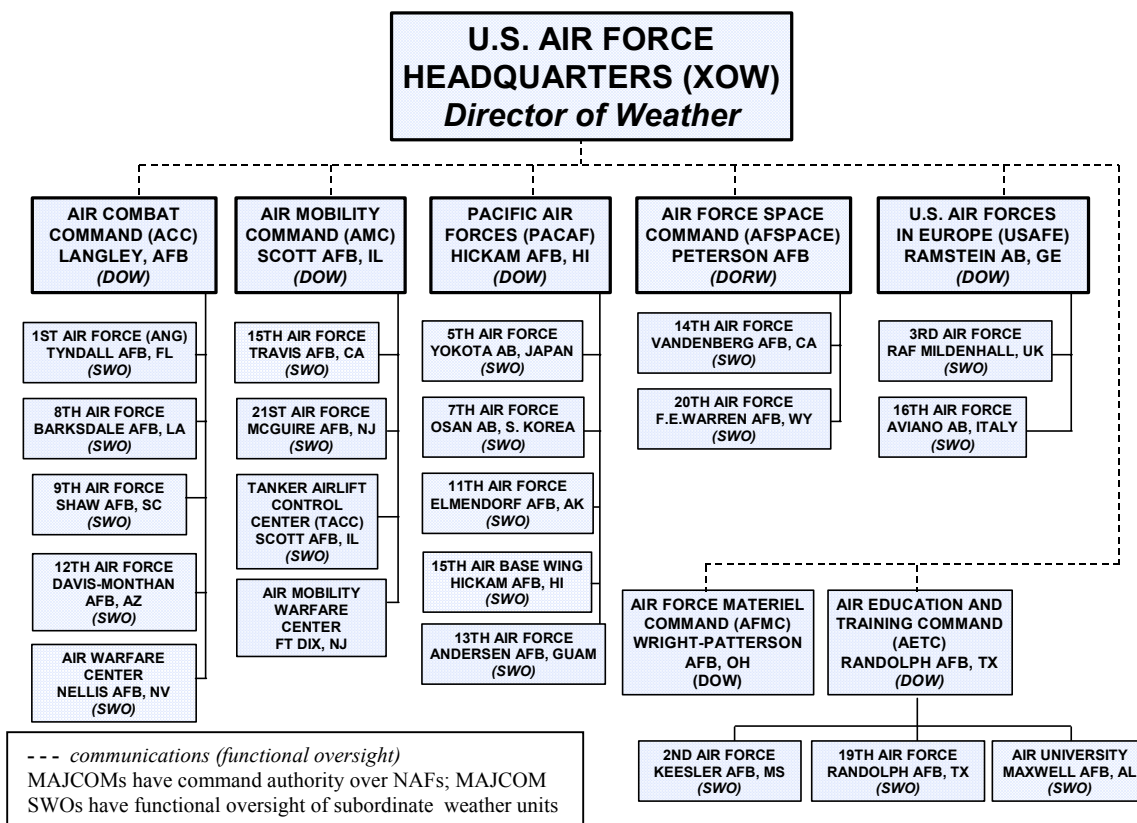 U.S. AIR FORCE
HEADQUARTERS (XOW)
Director of Weather
AIR COMBAT
COMMAND (ACC)
LANGLEY, AFB
(DOW)
1ST AIR FORCE (ANG)
TYNDALL AFB, FL
(SWO)
8TH AIR FORCE
BARKSDALE AFB, LA
(SWO)
9TH AIR FORCE
SHAW AFB, SC
(SWO)
12TH AIR FORCE
DAVIS-MONTHAN
AFB, AZ
(SWO)
AIR WARFARE
CENTER
NELLIS AFB, NV
(SWO)
AIR MOBILITY
COMMAND (AMC)
SCOTT AFB, IL
(DOW)
15TH AIR FORCE
TRAVIS AFB, CA
(SWO)
21ST AIR FORCE
MCGUIRE AFB, NJ
(SWO)
TANKER AIRLIFT
CONTROL
CENTER (TACC)
SCOTT AFB, IL
(SWO)
AIR MOBILITY
WARFARE
CENTER
FT DIX, NJ
PACIFIC AIR
FORCES (PACAF)
HICKAM AFB, HI
(DOW)
5TH AIR FORCE
YOKOTA AB, JAPAN
(SWO)
7TH AIR FORCE
OSAN AB, S. KOREA
(SWO)
11TH AIR FORCE
ELMENDORF AFB, AK
(SWO)
15TH AIR BASE WING
HICKAM AFB, HI
(SWO)
13TH AIR FORCE
ANDERSEN AFB, GUAM
(SWO)
AIR FORCE SPACE
COMMAND (AFSPACE)
PETERSON AFB
(DORW)
14TH AIR FORCE
VANDENBERG AFB, CA
(SWO)
20TH AIR FORCE
F.E.WARREN AFB, WY
(SWO)
U.S. AIR FORCES
IN EUROPE (USAFE)
RAMSTEIN AB, GE
(DOW)
3RD AIR FORCE
RAF MILDENHALL, UK
(SWO)
16TH AIR FORCE
AVIANO AB, ITALY
(SWO)
AIR FORCE MATERIEL
COMMAND (AFMC)
WRIGHT-PATTERSON
AFB, OH
(DOW)
AIR EDUCATION AND
TRAINING COMMAND
(AETC)
RANDOLPH AFB, TX
(DOW)
2ND AIR FORCE
KEESLER AFB, MS
(SWO)
19TH AIR FORCE
RANDOLPH AFB, TX
(SWO)
AIR UNIVERSITY
MAXWELL AFB, AL
(SWO)
--- communications (functional oversight)
MAJCOMs have command authority over NAFs; MAJCOM
SWOs have functional oversight of subordinate weather units